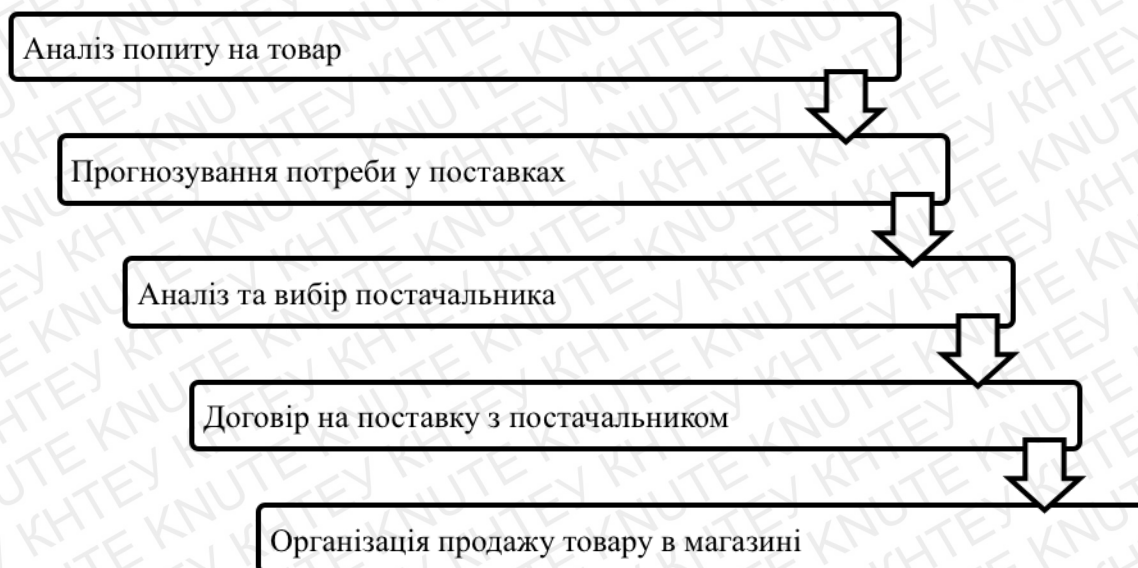 Аналіз попиту на товар
Прогнозування потреби у поставках
Аналіз та вибір постачальника
Договір на поставку з постачальником
Організація продажу товару в магазині